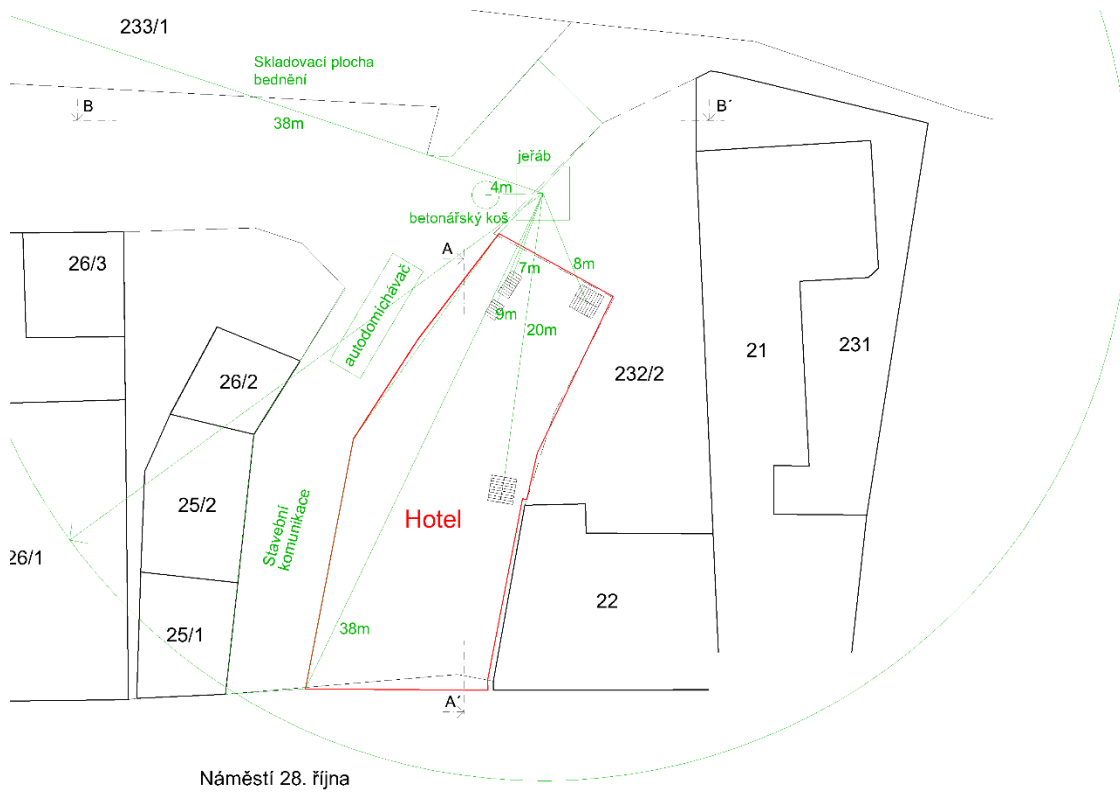 233/1
Skladovací plocha
bednění
B
B´
38m
jeřáb
4m
betonářský koš
A
26/3
7m
8m
9m
autodomíchávač
20m
21
231
26/2
232/2
25/2
Hotel
Stavební
komunikace
26/1
22
25/1
38m
A´
Náměstí 28. října